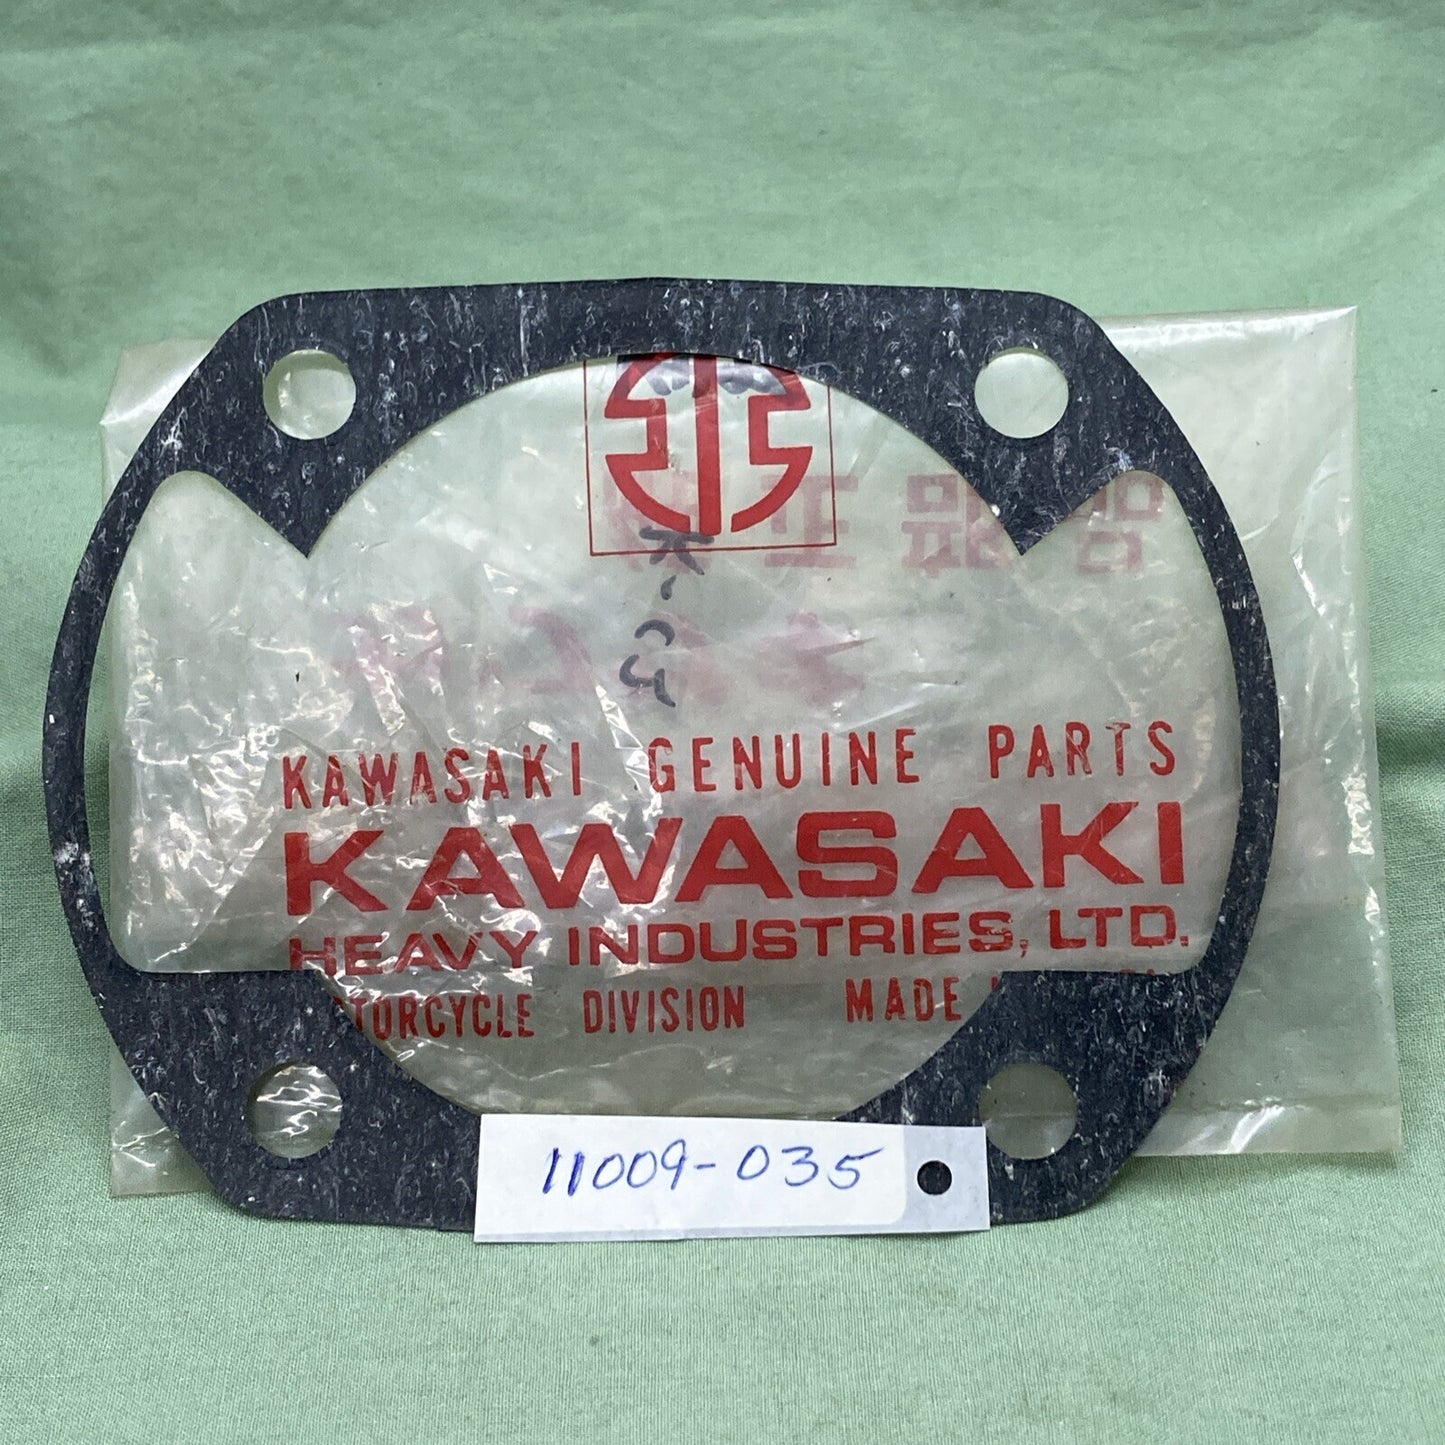 KAWASAKI GENUINE PARTS
KAWASAKI
HEAVY INDUSTRIES, LTD.
DIVISION MADE
11009-035